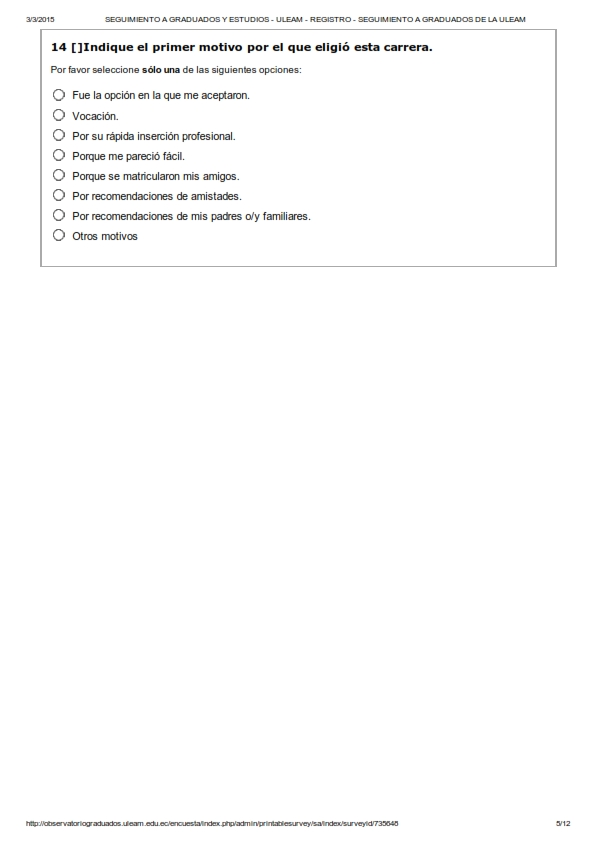 3/3/2015 SEGUIMIENTO A GRADUADOS Y ESTUDIOS - ULEAM - REGISTRO - SEGUIMIENTO A GRADUADOS DE LA ULEAM
14 []Indique el primer motivo por el que eligió esta carrera.
Por favor seleccione sólo una de las siguientes opciones:
Fue la opción en la que me aceptaron.
Vocación.
Por su rápida inserción profesional.
Porque me pareció fácil.
Porque se matricularon mis amigos.
Por recomendaciones de amistades.
Por recomendaciones de mis padres o/y familiares.
Otros motivos
http://observatoriograduados.uleam.edu.ec/encuesta/index.php/admin/printablesurvey/sa/index/surveyid/735648 5/12